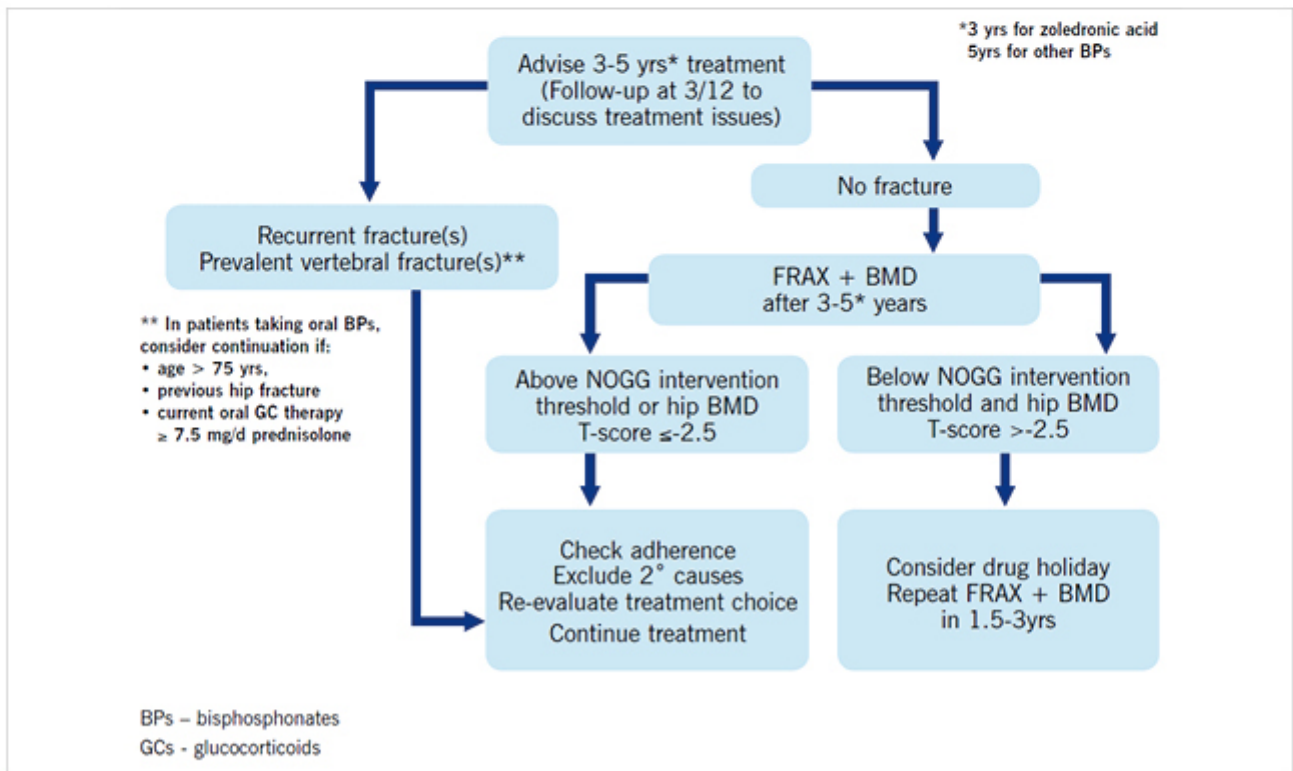 *3 yrs for zoledronic acid
5yrs for other BPs
Advise 3-5 yrs* treatment
(Follow-up at 3/12 to
discuss treatment issues)
No fracture
Recurrent fracture(s)
Prevalent vertebral fracture(s)**
FRAX + BMD
after 3-5* years
** In patients taking oral BPs,
consider continuation if:
• age > 75 yrs,
• previous hip fracture
• current oral GC therapy
≥ 7.5 mg/d prednisolone
Above NOGG intervention
threshold or hip BMD
T-score ≤-2.5
Below NOGG intervention
threshold and hip BMD
T-score >-2.5
Check adherence
Exclude 2° causes
Re-evaluate treatment choice
Continue treatment
Consider drug holiday
Repeat FRAX + BMD
in 1.5-3yrs
BPs – bisphosphonates
GCs - glucocorticoids